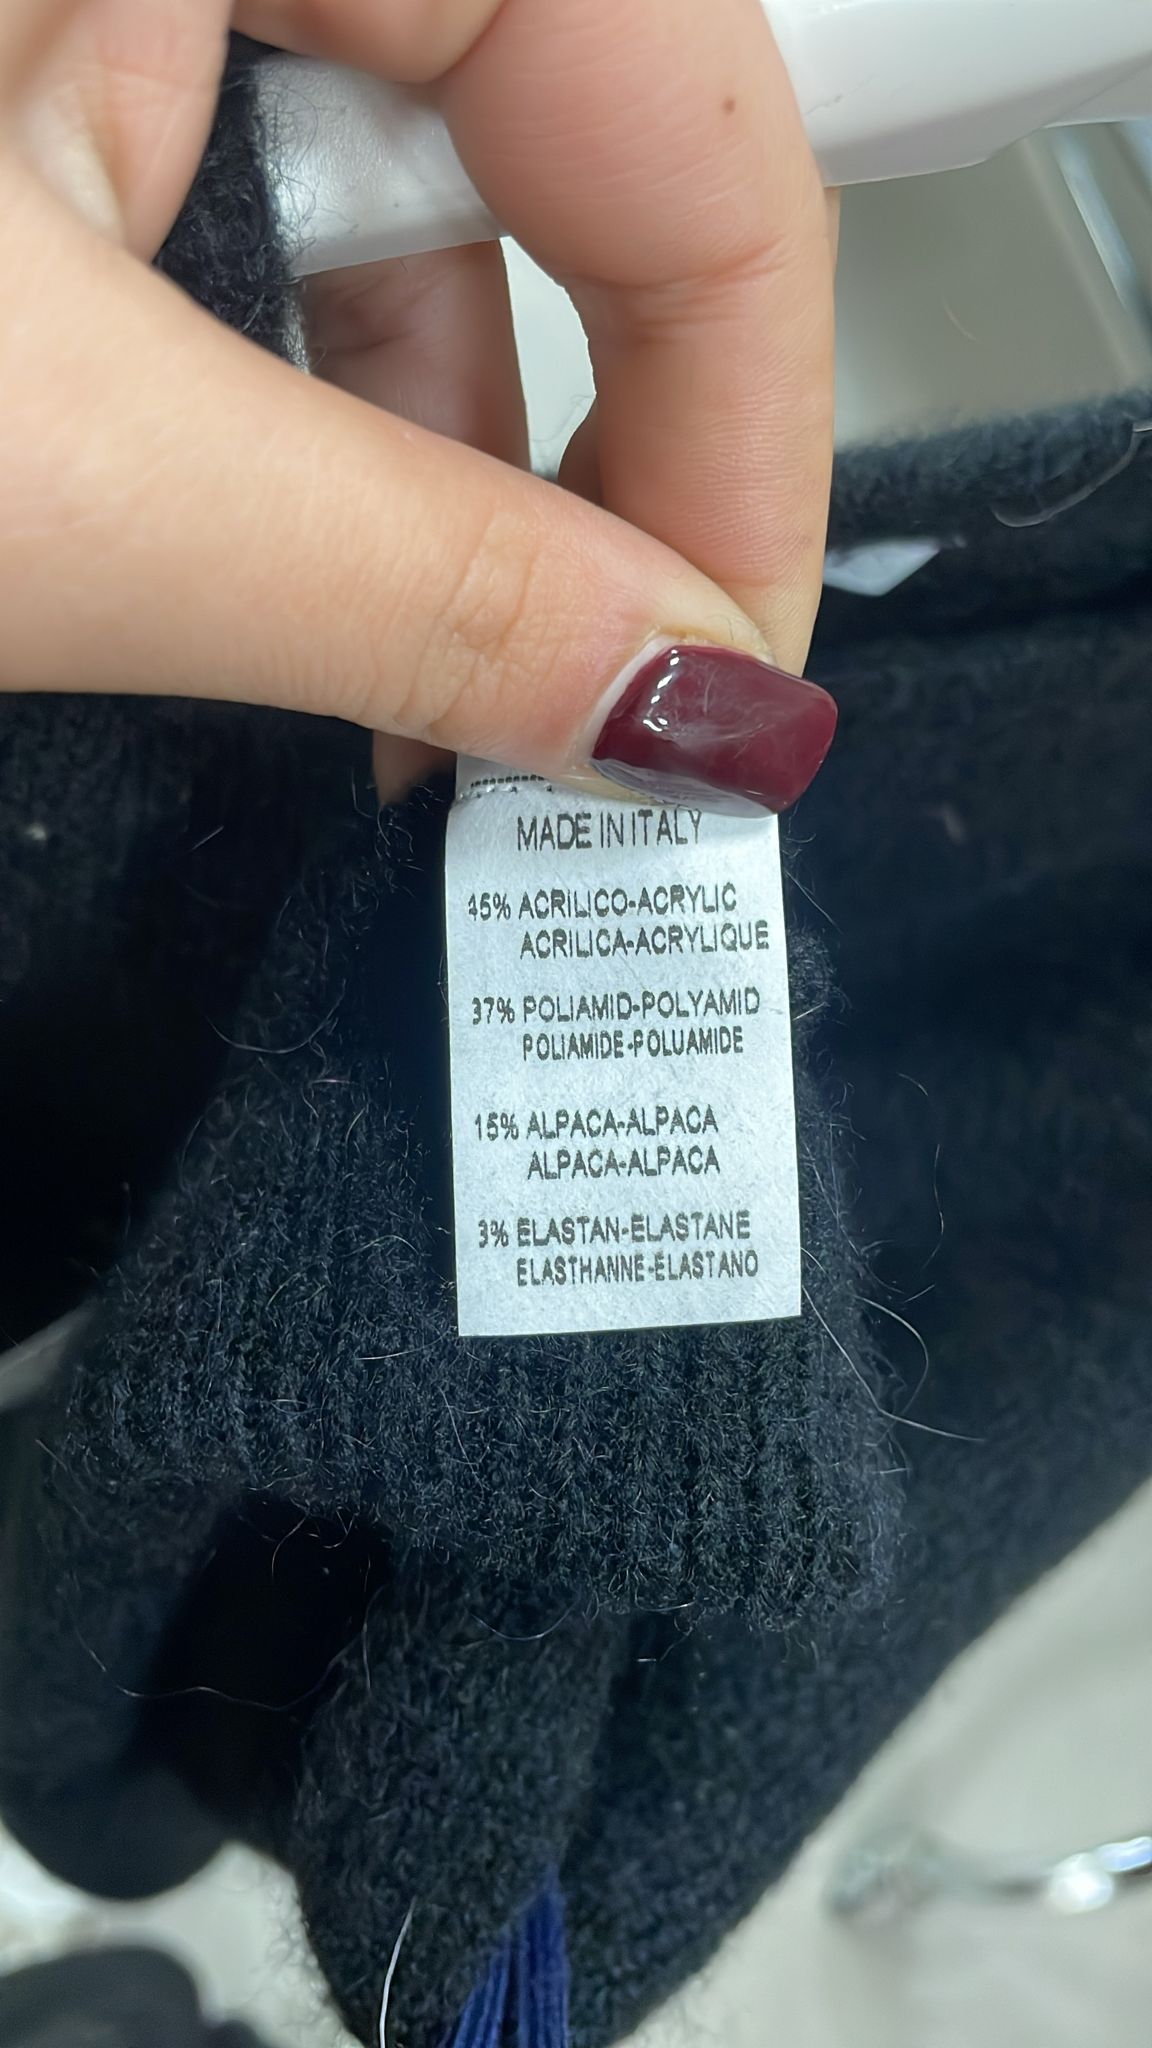 MADE IN ITALY
45% ACRILICO-ACRYLIC
ACRILICA-ACRYLIQUE
37% POLIAMID-POLYAMID
POLIAMIDE-POLUAMIDE
15% ALPACA-ALPACA
ALPACA-ALPACA
3% ELASTAN-ELASTANE
ELASTHANNE-ELASTANO